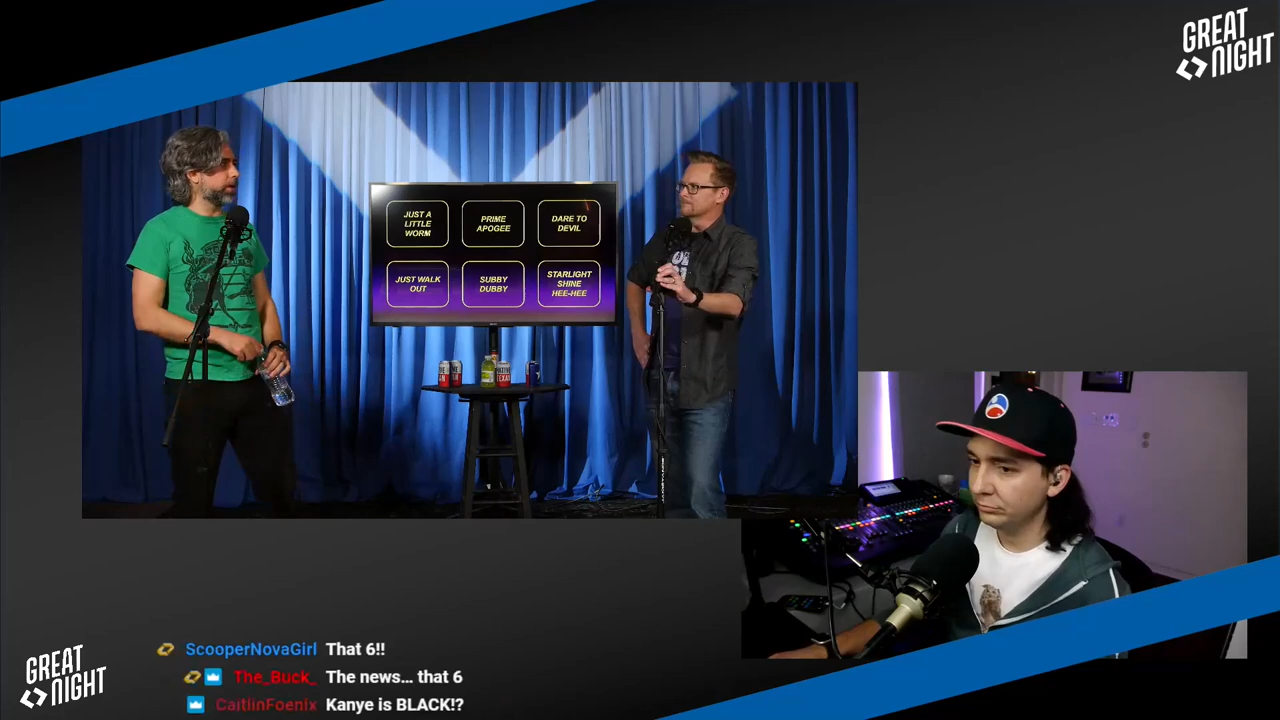 GREAT
NIGHT
JUST A
LITTLE
WORM
PRIME
APOGEE
DARE TO
DEVIL
JUST WALK
OUT
SUBBY
DUBBY
STARLIGHT
SHINE
HEE-HEE
GREAT
NIGHT
ScooperNovaGirl That 6!!
The_Buck_ The news... that 6
CaitlinFoenix Kanye is BLACK!?